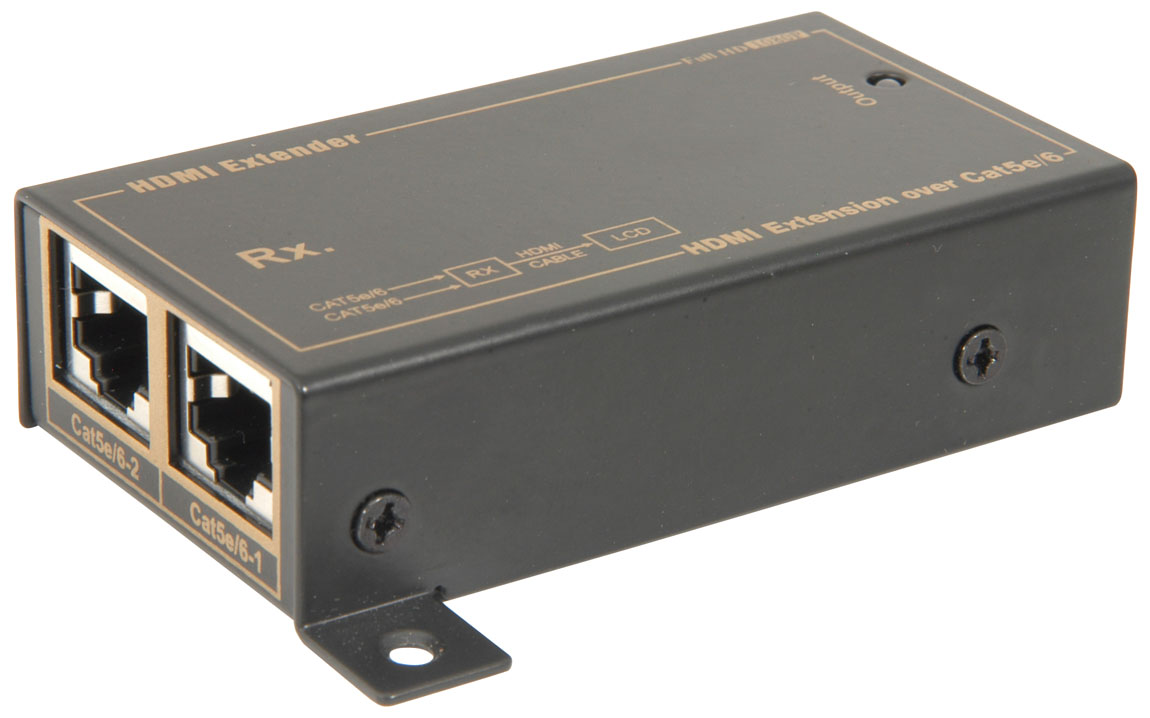 HDMI Extender
Full HD 1080p
Output
Rx.
CAT5e/6
CAT5e/6
RX
HDMI
CABLE
LCD
HDMI Extension over Cat5e/6
Cat5e/6-2
Cat5e/6-1